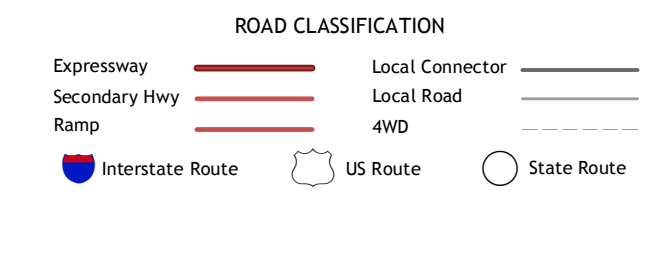 ROAD CLASSIFICATION
Expressway
Local Connector
Secondary Hwy
Local Road
Ramp
4WD
Interstate Route
US Route
State Route